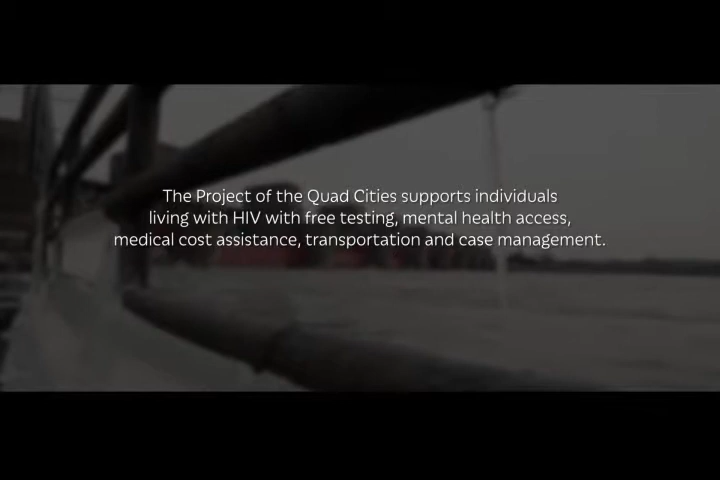 The Project of the Quad Cities supports individuals
living with HIV with free testing, mental health access,
medical cost assistance, transportation and case management.